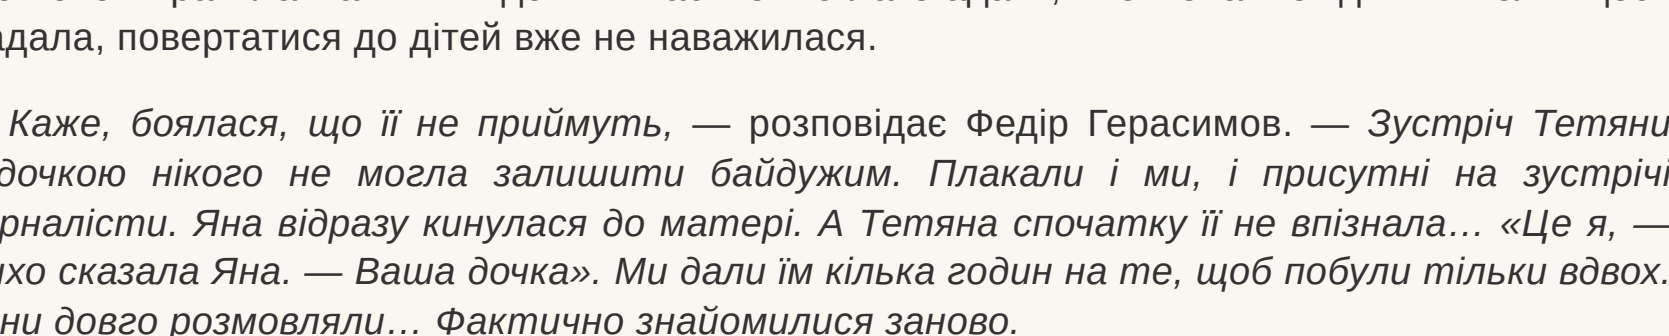 адала, повертатися до дітей вже не наважилася.
Каже, боялася, що її не приймуть, — розповідає Федір Герасимов. — Зустріч Тетяни
дочкою нікого не могла залишити байдужим. Плакали і ми, і присутні на зустрічі
рналісти. Яна відразу кинулася до матері. А Тетяна спочатку її не впізнала… «Це я, —
ихо сказала Яна. — Ваша дочка». Ми дали їм кілька годин на те, щоб побули тільки вдвох.
ни довго розмовляли… Фактично знайомилися заново.